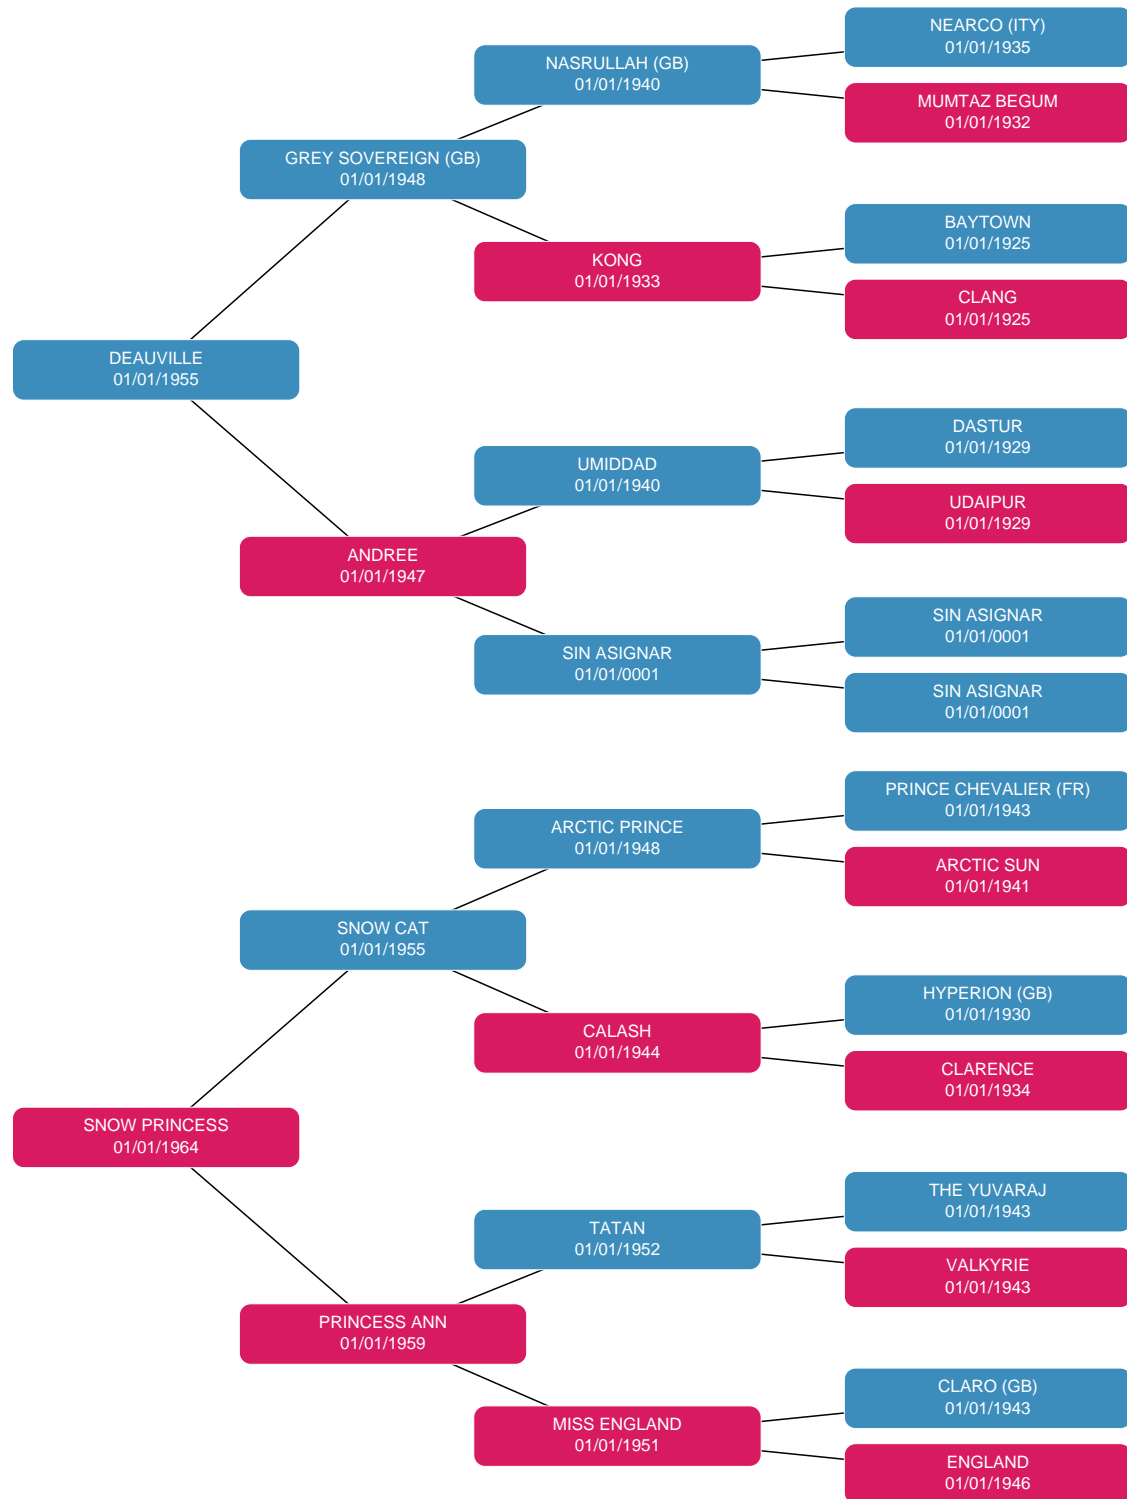 NEARCO (ITY)
01/01/1935
NASRULLAH (GB)
01/01/1940
MUMTAZ BEGUM
01/01/1932
GREY SOVEREIGN (GB)
01/01/1948
BAYTOWN
01/01/1925
KONG
01/01/1933
CLANG
01/01/1925
DEAUVILLE
01/01/1955
DASTUR
01/01/1929
UMIDDAD
01/01/1940
UDAIPUR
01/01/1929
ANDREE
01/01/1947
SIN ASIGNAR
01/01/0001
SIN ASIGNAR
01/01/0001
SIN ASIGNAR
01/01/0001
PRINCE CHEVALIER (FR)
01/01/1943
ARCTIC PRINCE
01/01/1948
ARCTIC SUN
01/01/1941
SNOW CAT
01/01/1955
HYPERION (GB)
01/01/1930
CALASH
01/01/1944
CLARENCE
01/01/1934
SNOW PRINCESS
01/01/1964
THE YUVARAJ
01/01/1943
TATAN
01/01/1952
VALKYRIE
01/01/1943
PRINCESS ANN
01/01/1959
CLARO (GB)
01/01/1943
MISS ENGLAND
01/01/1951
ENGLAND
01/01/1946